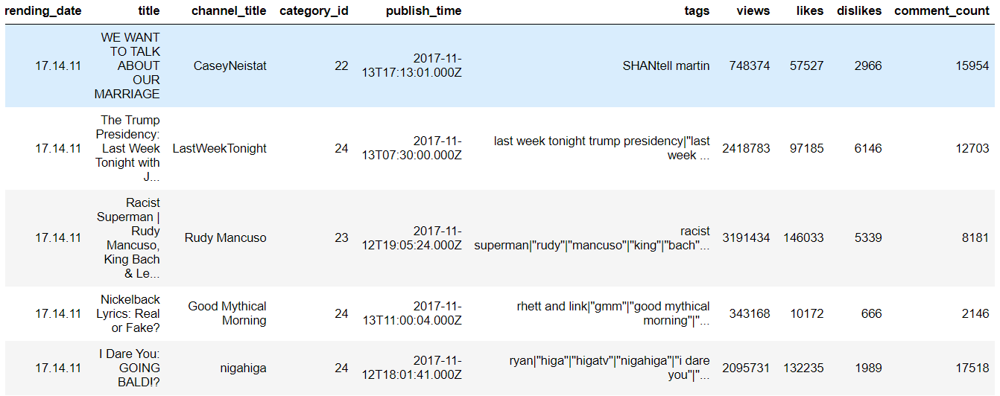 rending_date title channel_title category_id publish_time tags views likes dislikes comment_count
WE WANT
TO TALK
ABOUT
OUR
MARRIAGE
17.14.11 CaseyNeistat 22 2017-11-
13T17:13:01.000Z SHANtell martin 748374 57527 2966 15954
The Trump
Presidency:
Last Week
Tonight with
J...
17.14.11 LastWeekTonight 24 2017-11-
13T07:30:00.000Z last week tonight trump presidency|"last
week ... 2418783 97185 6146 12703
Racist
Superman |
Rudy
Mancuso,
King Bach
& Le...
17.14.11 Rudy Mancuso 23 2017-11-
12T19:05:24.000Z racist
superman|"rudy"|"mancuso"|"king"|"bach"... 3191434 146033 5339 8181
Nickelback
Lyrics: Real
or Fake?
17.14.11 Good Mythical
Morning 24 2017-11-
13T11:00:04.000Z rhett and link|"gmm"|"good mythical
morning"|"... 343168 10172 666 2146
I Dare You:
GOING
BALD!?
17.14.11 nigahiga 24 2017-11-
12T18:01:41.000Z ryan|"higa"|"higatv"|"nigahiga"|"i dare
you"|"... 2095731 132235 1989 17518